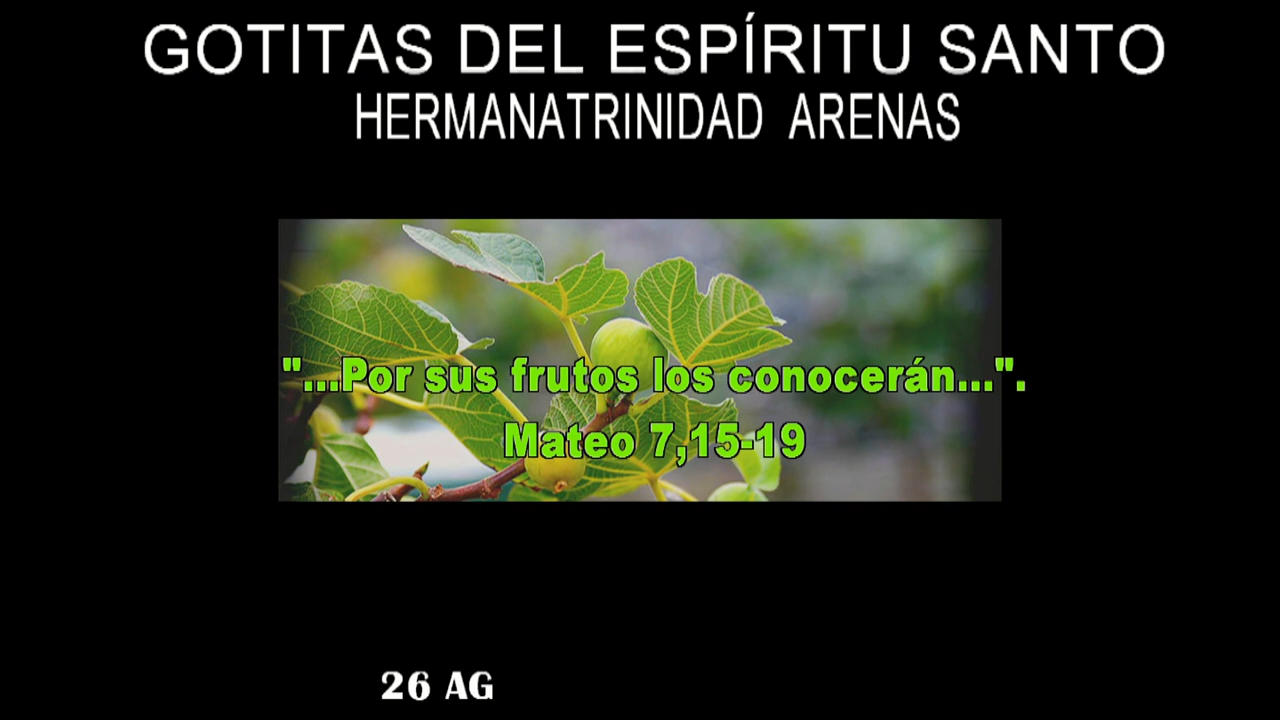 GOTITAS DEL ESPÍRITU SANTO
HERMANATRINIDAD ARENAS
"...Por sus frutos los conocerán...".
Mateo 7,15-19
26 AG